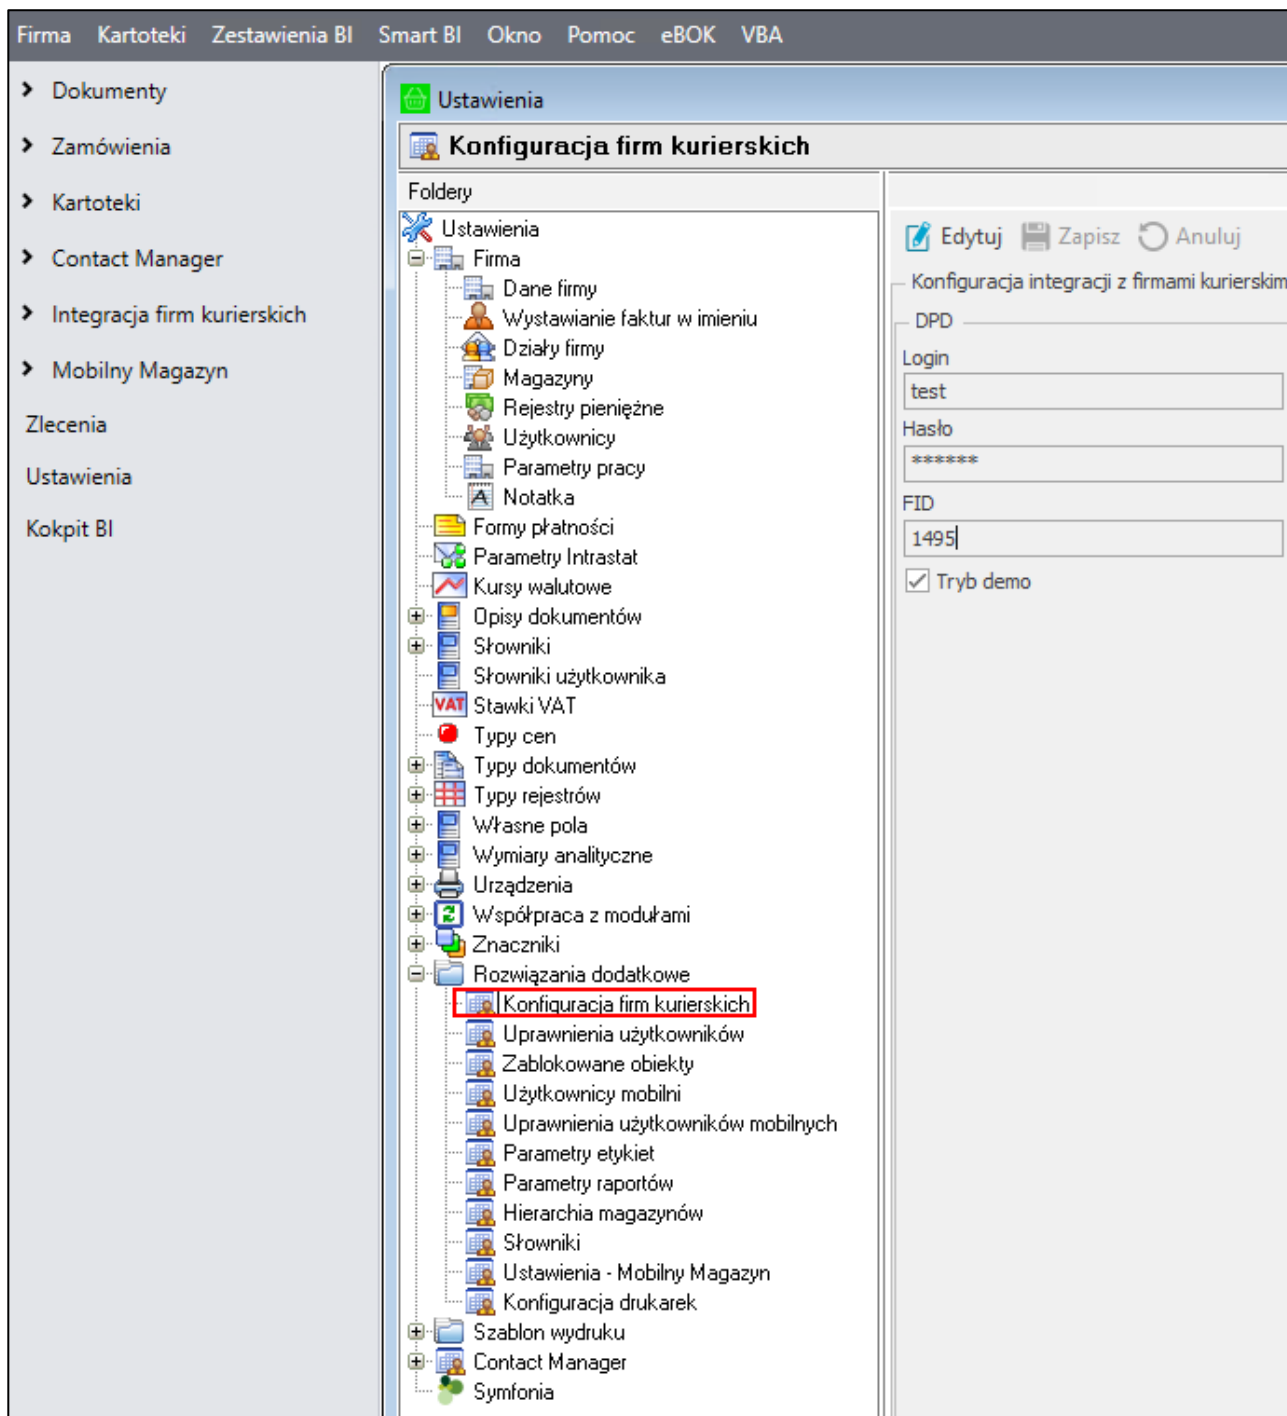 Firma Kartoteki Zestawienia BI Smart BI Okno Pomoc eBOK VBA
Dokumenty
Zamówienia
Kartoteki
Contact Manager
Integracja firm kurierskich
Mobilny Magazyn
Zlecenia
Ustawienia
Kokpit BI
Ustawienia
Konfiguracja firm kurierskich
Foldery
Ustawienia
Firma
Dane firmy
Wystawianie faktur w imieniu
Działy firmy
Magazyny
Rejestry pieniężne
Użytkownicy
Parametry pracy
Notatka
Formy płatności
Parametry Intrastat
Kursy walutowe
Opisy dokumentów
Słowniki
Słowniki użytkownika
VAT Stawki VAT
Typy cen
Typy dokumentów
Typy rejestrów
Własne pola
Wymiary analityczne
Urządzenia
Współpraca z modułami
Znaczniki
Rozwiązania dodatkowe
Konfiguracja firm kurierskich
Uprawnienia użytkowników
Zablokowane obiekty
Użytkownicy mobilni
Uprawnienia użytkowników mobilnych
Parametry etykiet
Parametry raportów
Hierarchia magazynów
Słowniki
Ustawienia - Mobilny Magazyn
Konfiguracja drukarek
Szablon wydruku
Contact Manager
Symfonia
Edytuj Zapisz Anuluj
Konfiguracja integracji z firmami kurierskim
DPD
Login
test
Hasło
******
FID
1495
Tryb demo